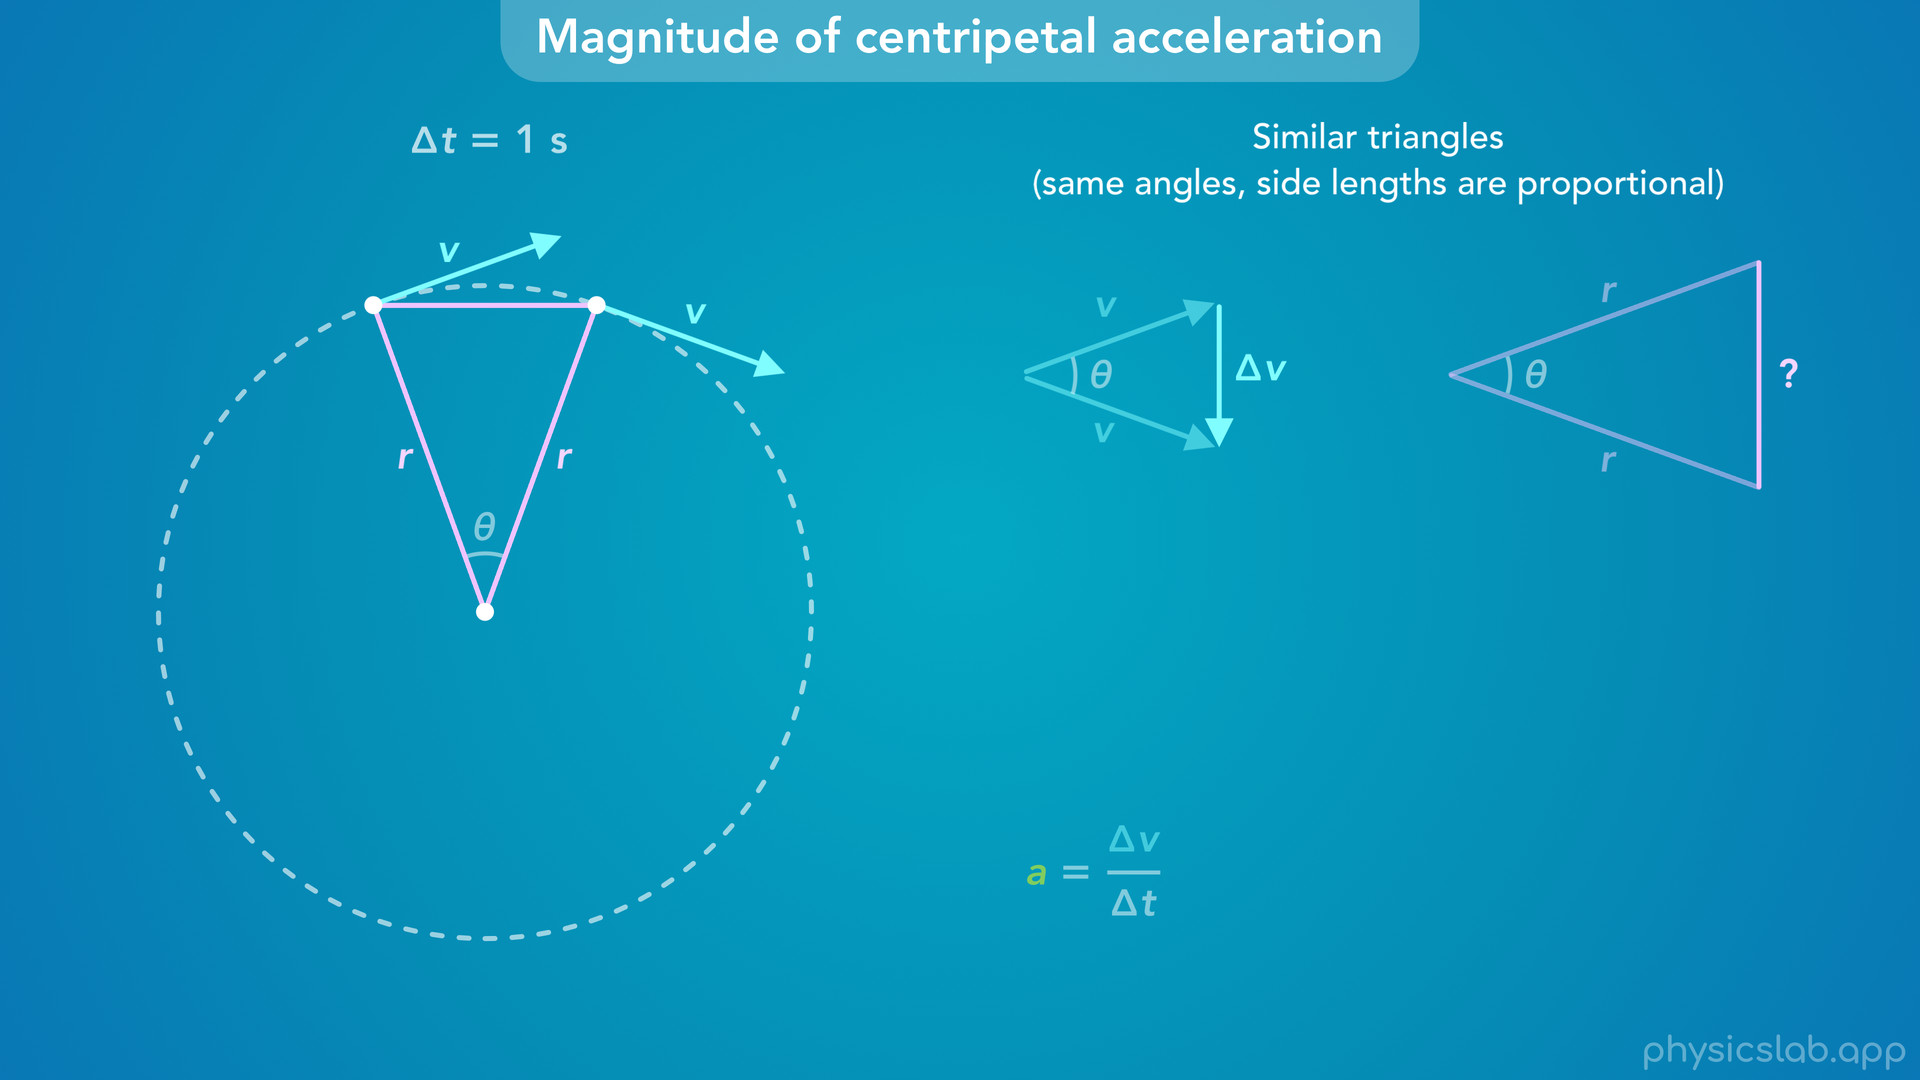 Magnitude of centripetal acceleration
Δt = 1 s
Similar triangles
(same angles, side lengths are proportional)
v
v
r
r
θ
v
θ
v
Δv
r
θ
r
?
a = Δv / Δt
physicslab.app